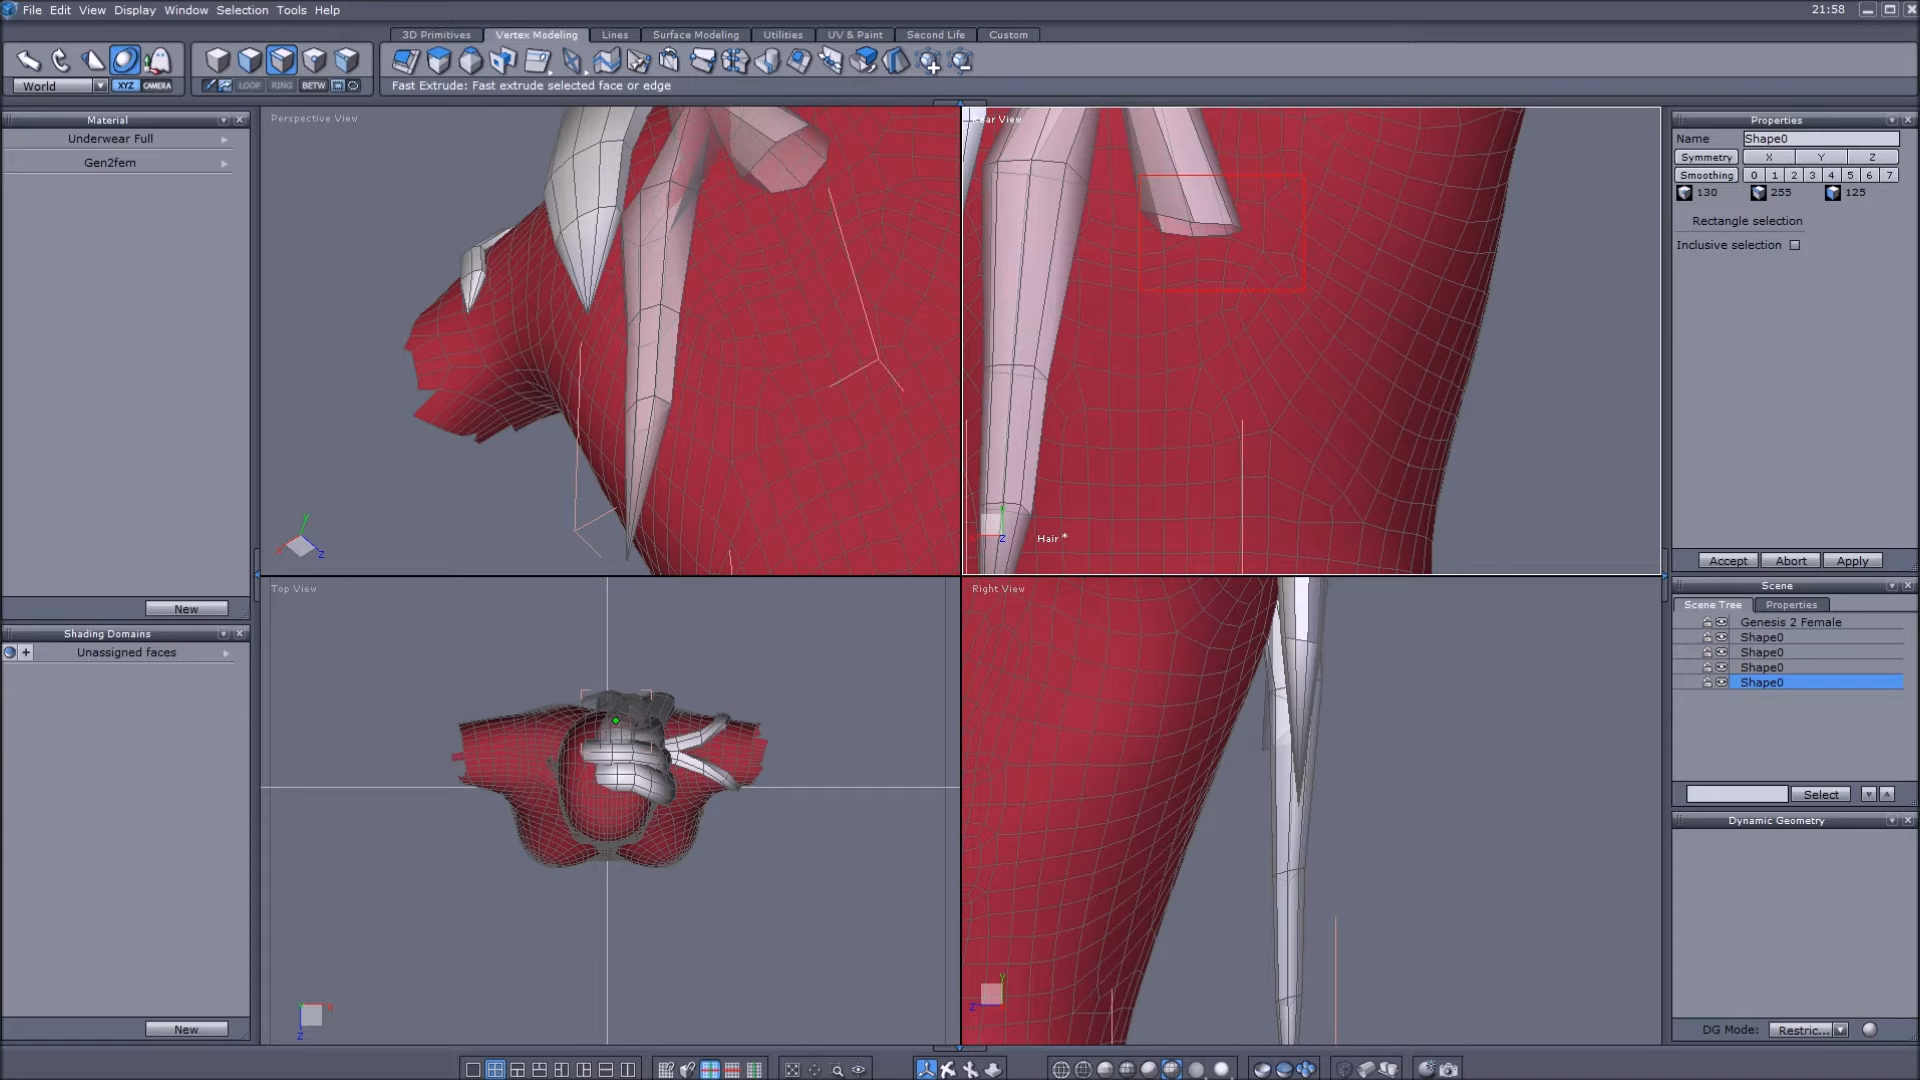 File Edit View Display Window Selection Tools Help
21:58
3D Primitives Vertex Modeling Lines Surface Modeling Utilities UV & Paint Second Life Custom
World XYZ CAMERA LOOP RING BETW
Fast Extrude: Fast extrude selected face or edge
Material
Underwear Full
Gen2fem
New
Shading Domains
Unassigned faces
New
Perspective View
Rear View
Hair *
Top View
Right View
Properties
Name Shape0
Symmetry X Y Z
Smoothing 0 1 2 3 4 5 6 7
130 255 125
Rectangle selection
Inclusive selection
Accept Abort Apply
Scene
Scene Tree Properties
Genesis 2 Female
Shape0
Shape0
Shape0
Shape0
Select
Dynamic Geometry
DG Mode: Restric...